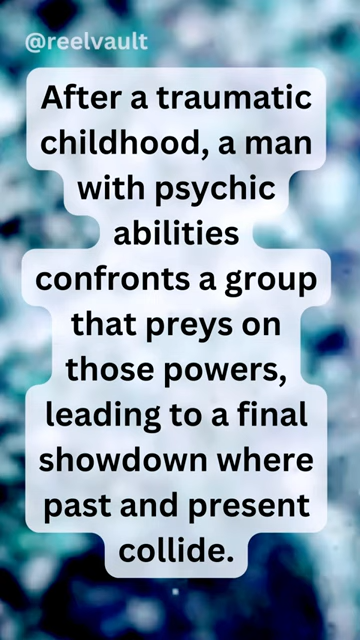 @reelvault
After a traumatic
childhood, a man
with psychic
abilities
confronts a group
that preys on
those powers,
leading to a final
showdown where
past and present
collide.